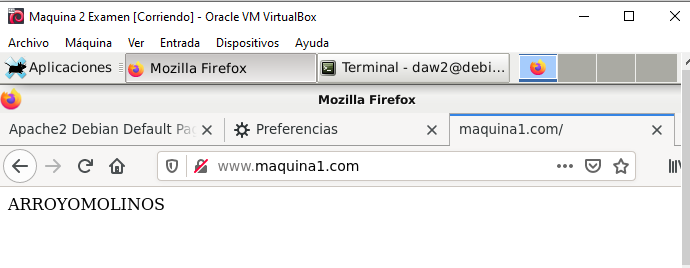 Maquina 2 Examen [Corriendo] - Oracle VM VirtualBox
Archivo Máquina Ver Entrada Dispositivos Ayuda
Aplicaciones Mozilla Firefox Terminal - daw2@debi...
Mozilla Firefox
Apache2 Debian Default Pag Preferencias maquina1.com/
www.maquina1.com
ARROYOMOLINOS